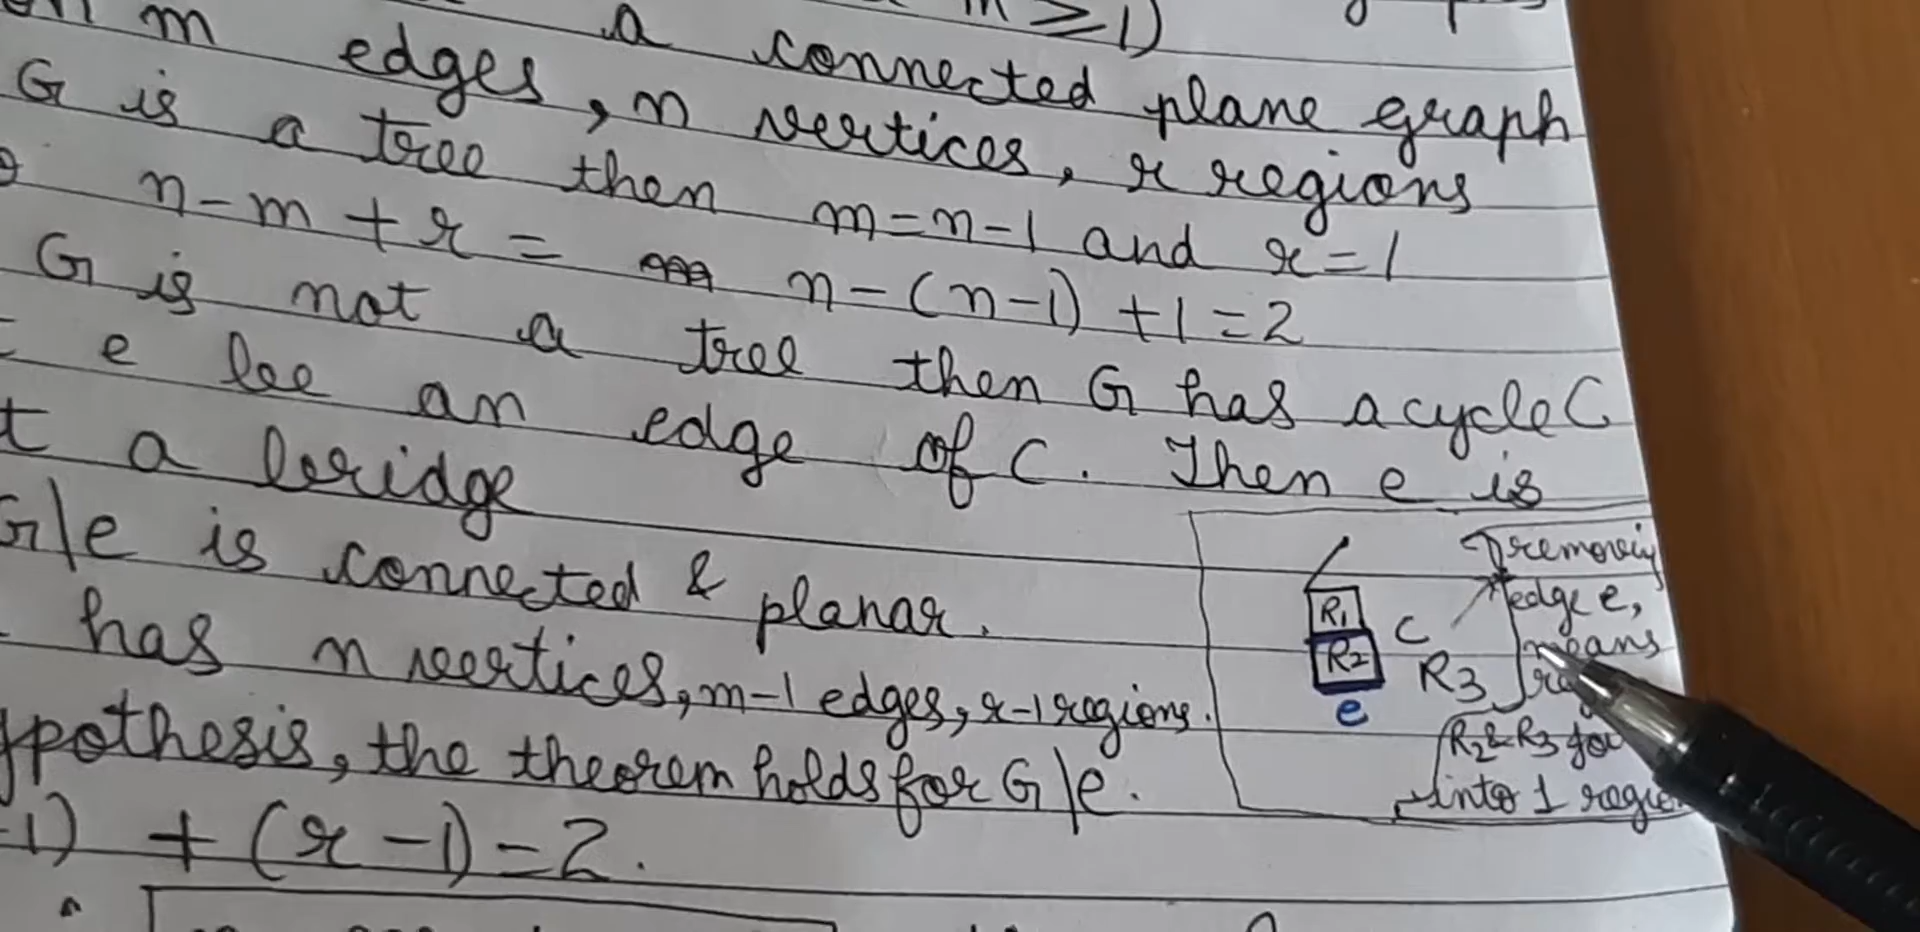 m ≥ 1)
m edges, a connected plane graph
G is a tree n vertices, r regions
then m = n-1 and r = 1
n - m + r = n - (n-1) + 1 = 2
G is not a tree then G has a cycle C
e be an edge of C. Then e is
a bridge
G\e is connected & planar.
has n vertices, m-1 edges, r-1 regions.
the theorem holds for G\e.
-1) + (r - 1) = 2.
R1
R2
C
R3
e
removing
edge e,
means
R2 & R3
into 1